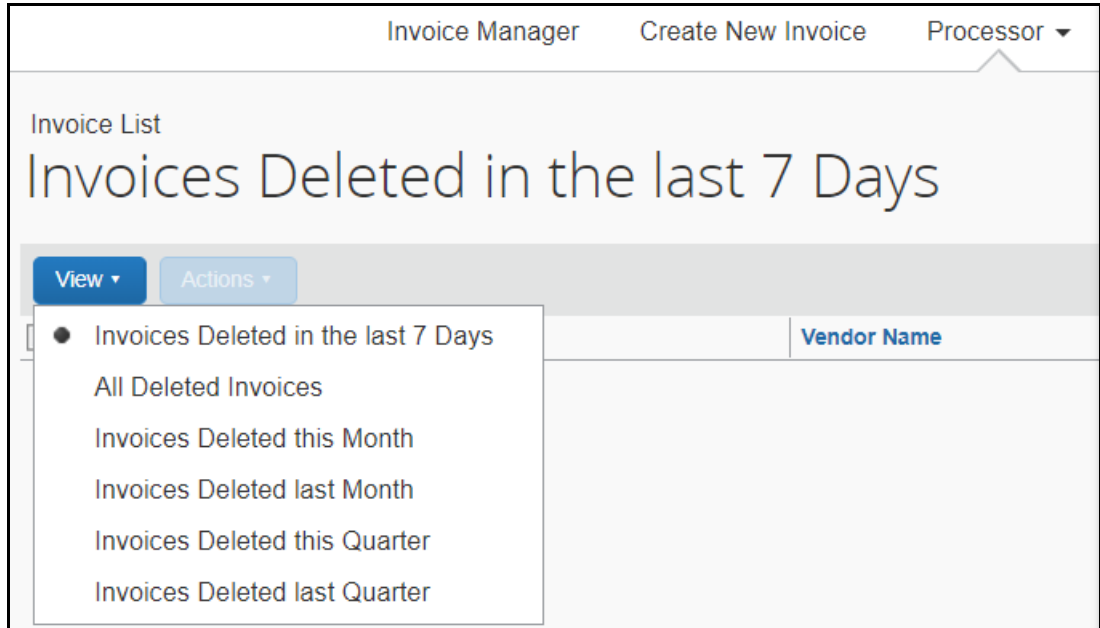 Invoice Manager Create New Invoice Processor
Invoice List
Invoices Deleted in the last 7 Days
View Actions
Invoices Deleted in the last 7 Days
Vendor Name
All Deleted Invoices
Invoices Deleted this Month
Invoices Deleted last Month
Invoices Deleted this Quarter
Invoices Deleted last Quarter